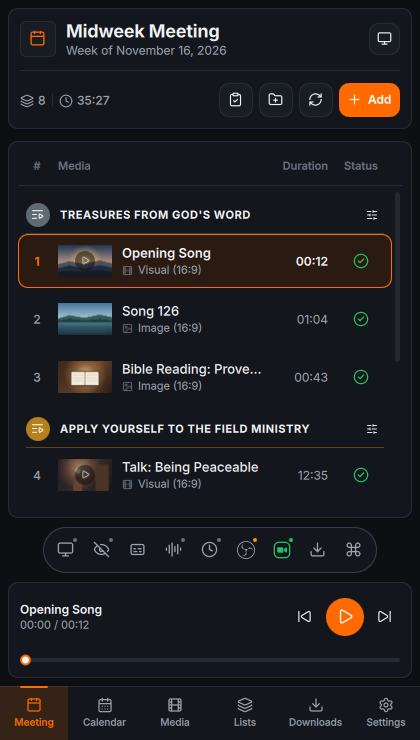 Midweek Meeting
Week of November 16, 2026
8 35:27
Add
# Media Duration Status
TREASURES FROM GOD'S WORD
1 Opening Song 00:12
Visual (16:9)
2 Song 126 01:04
Image (16:9)
3 Bible Reading: Prove... 00:43
Image (16:9)
APPLY YOURSELF TO THE FIELD MINISTRY
4 Talk: Being Peaceable 12:35
Visual (16:9)
Opening Song
00:00 / 00:12
Meeting Calendar Media Lists Downloads Settings